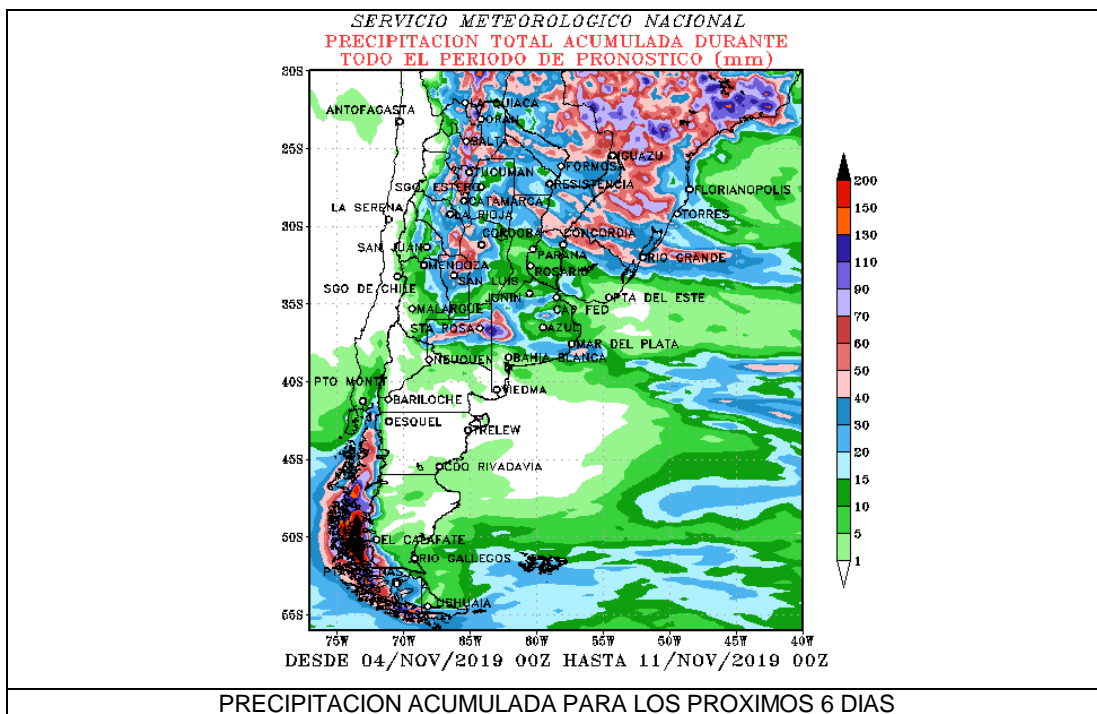 SERVICIO METEOROLOGICO NACIONAL
PRECIPITACION TOTAL ACUMULADA DURANTE
TODO EL PERIODO DE PRONOSTICO (mm)
20S
LA QUIACA
ANTOFAGASTA
ORAN
SALTA
25S
IGUAZU
FORMOSA
TUCUMAN
200
SGO. ESTERO
RESISTENCIA
FLORIANOPOLIS
150
CATAMARCA
LA SERENA
LA RIOJA
TORRES
130
30S
CORDOBA
CONCORDIA
110
SAN JUAN
PARANA
RIO GRANDE
90
MENDOZA
ROSARIO
SAN LUIS
70
SGO DE CHILE
JUNIN
PTA DEL ESTE
60
35S
MALARGUE
CAP FED
STA ROSA
AZUL
50
MAR DEL PLATA
NEUQUEN
BAHIA BLANCA
40
PTO MONTT
40S
VIEDMA
30
BARILOCHE
ESQUEL
TRELEW
20
15
45S
CDO RIVADAVIA
10
50S
EL CALAFATE
5
RIO GALLEGOS
1
USHUAIA
55S
75W 70W 65W 60W 55W 50W 45W 40W
DESDE 04/NOV/2019 00Z HASTA 11/NOV/2019 00Z
PRECIPITACION ACUMULADA PARA LOS PROXIMOS 6 DIAS